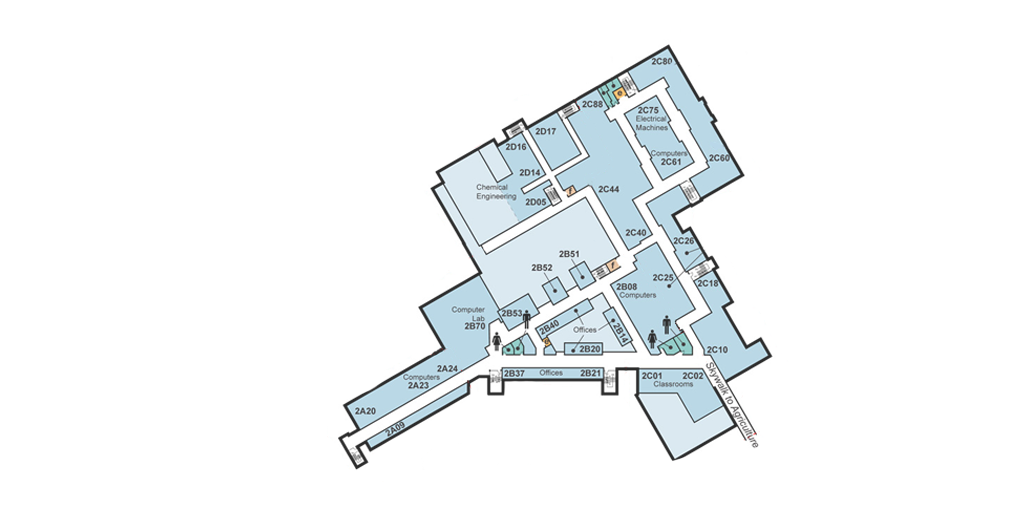 2C80
2C88
2C75
Electrical
Machines
2D17
2D16
Computers
2C61
2C60
2D14
Chemical
Engineering
2D05
2C44
2C40
2C26
2B51
2B52
2C25
2C18
2B08
Computers
Computer
Lab
2B70
2B53
2B40
Offices
2B14
2B20
2C10
2A24
Computers
2A23
2B37
Offices
2B21
2C01
2C02
Classrooms
Skywalk to Agriculture
2A20
2A09